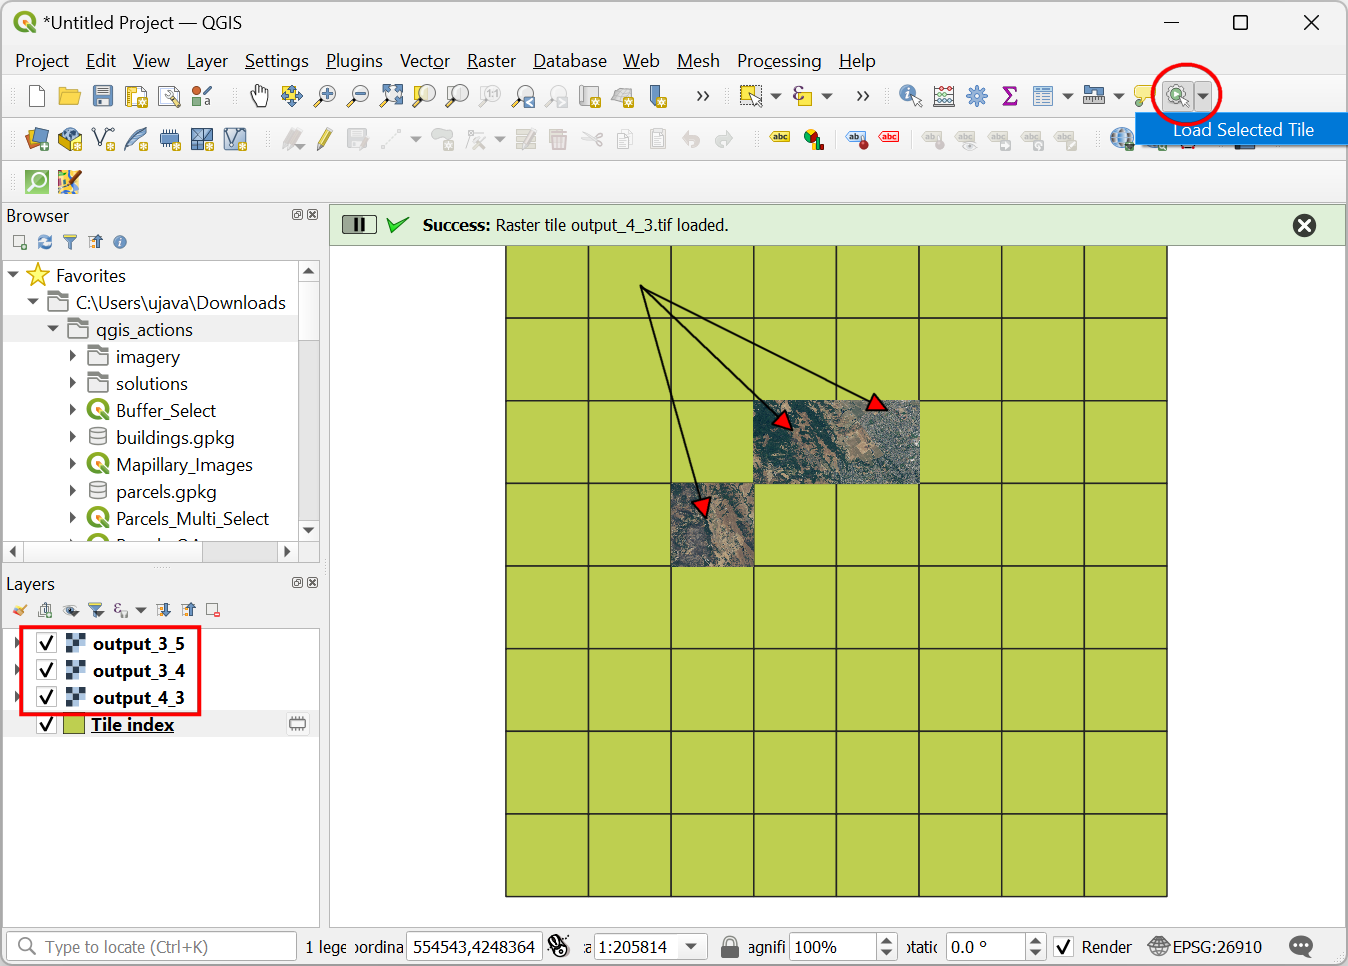 *Untitled Project — QGIS
Project Edit View Layer Settings Plugins Vector Raster Database Web Mesh Processing Help
Load Selected Tile
Browser
Success: Raster tile output_4_3.tif loaded.
Favorites
C:\Users\ujava\Downloads
qgis_actions
imagery
solutions
Buffer_Select
buildings.gpkg
Mapillary_Images
parcels.gpkg
Parcels_Multi_Select
Layers
output_3_5
output_3_4
output_4_3
Tile index
Type to locate (Ctrl+K) 1 lege oordina 554543,4248364 1:205814 agnifi 100% otatic 0.0 ° Render EPSG:26910